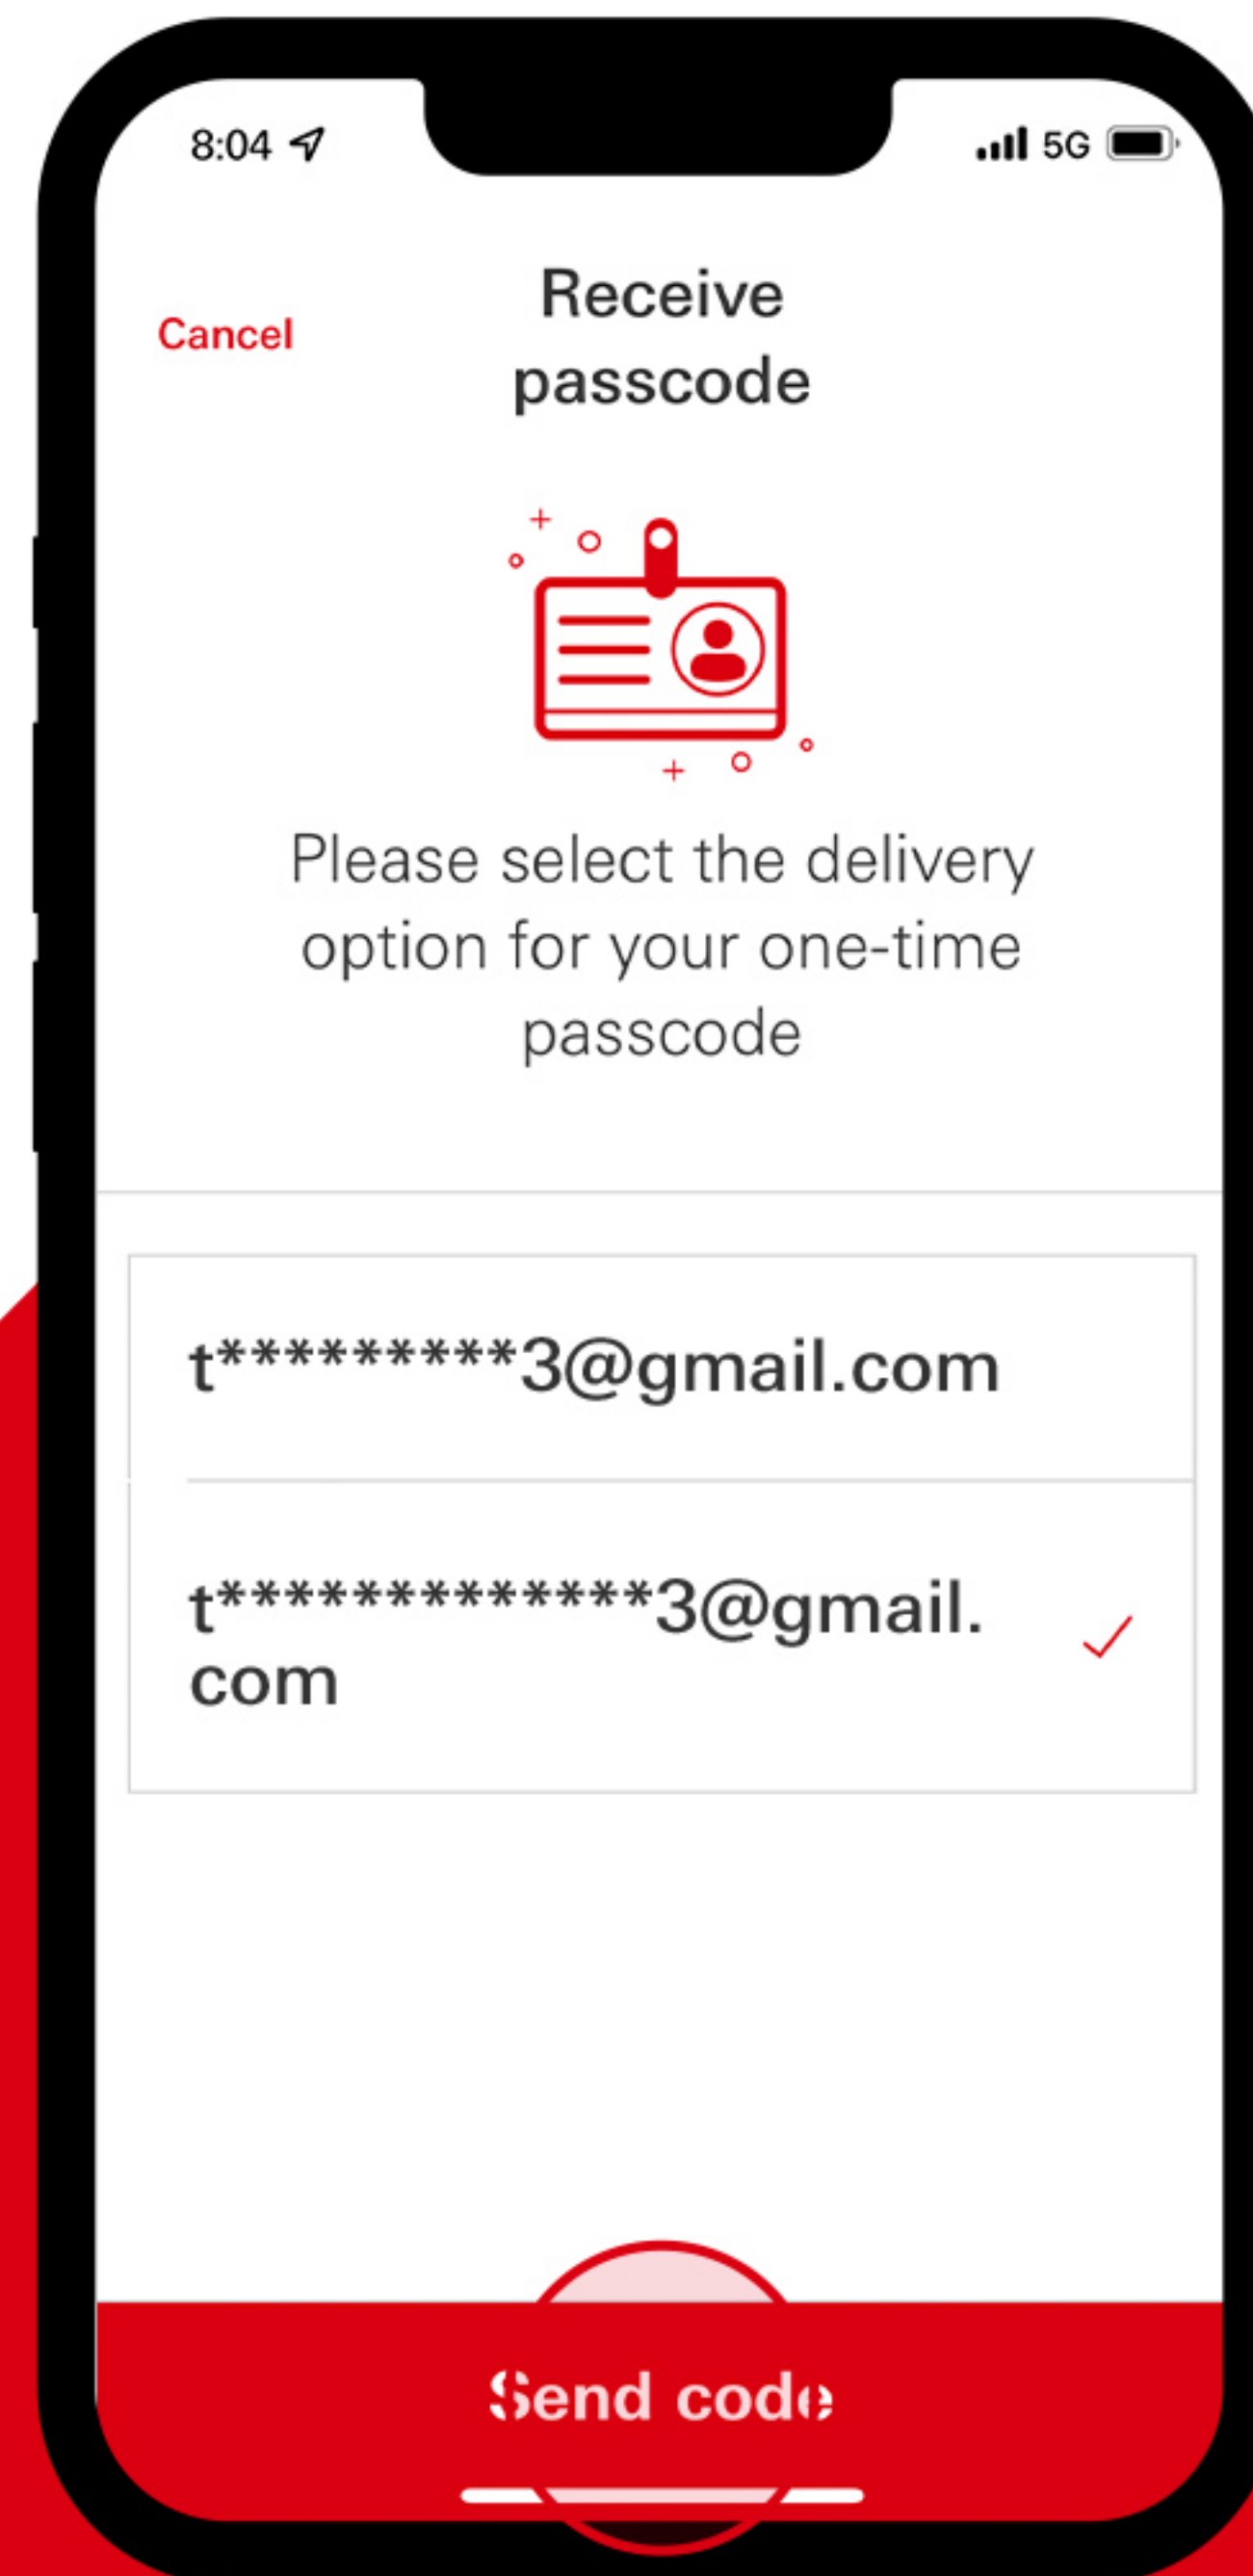 8:04 5G
Cancel
Receive
passcode
Please select the delivery
option for your one-time
passcode
t*********3@gmail.com
t*************3@gmail.
com
Send code